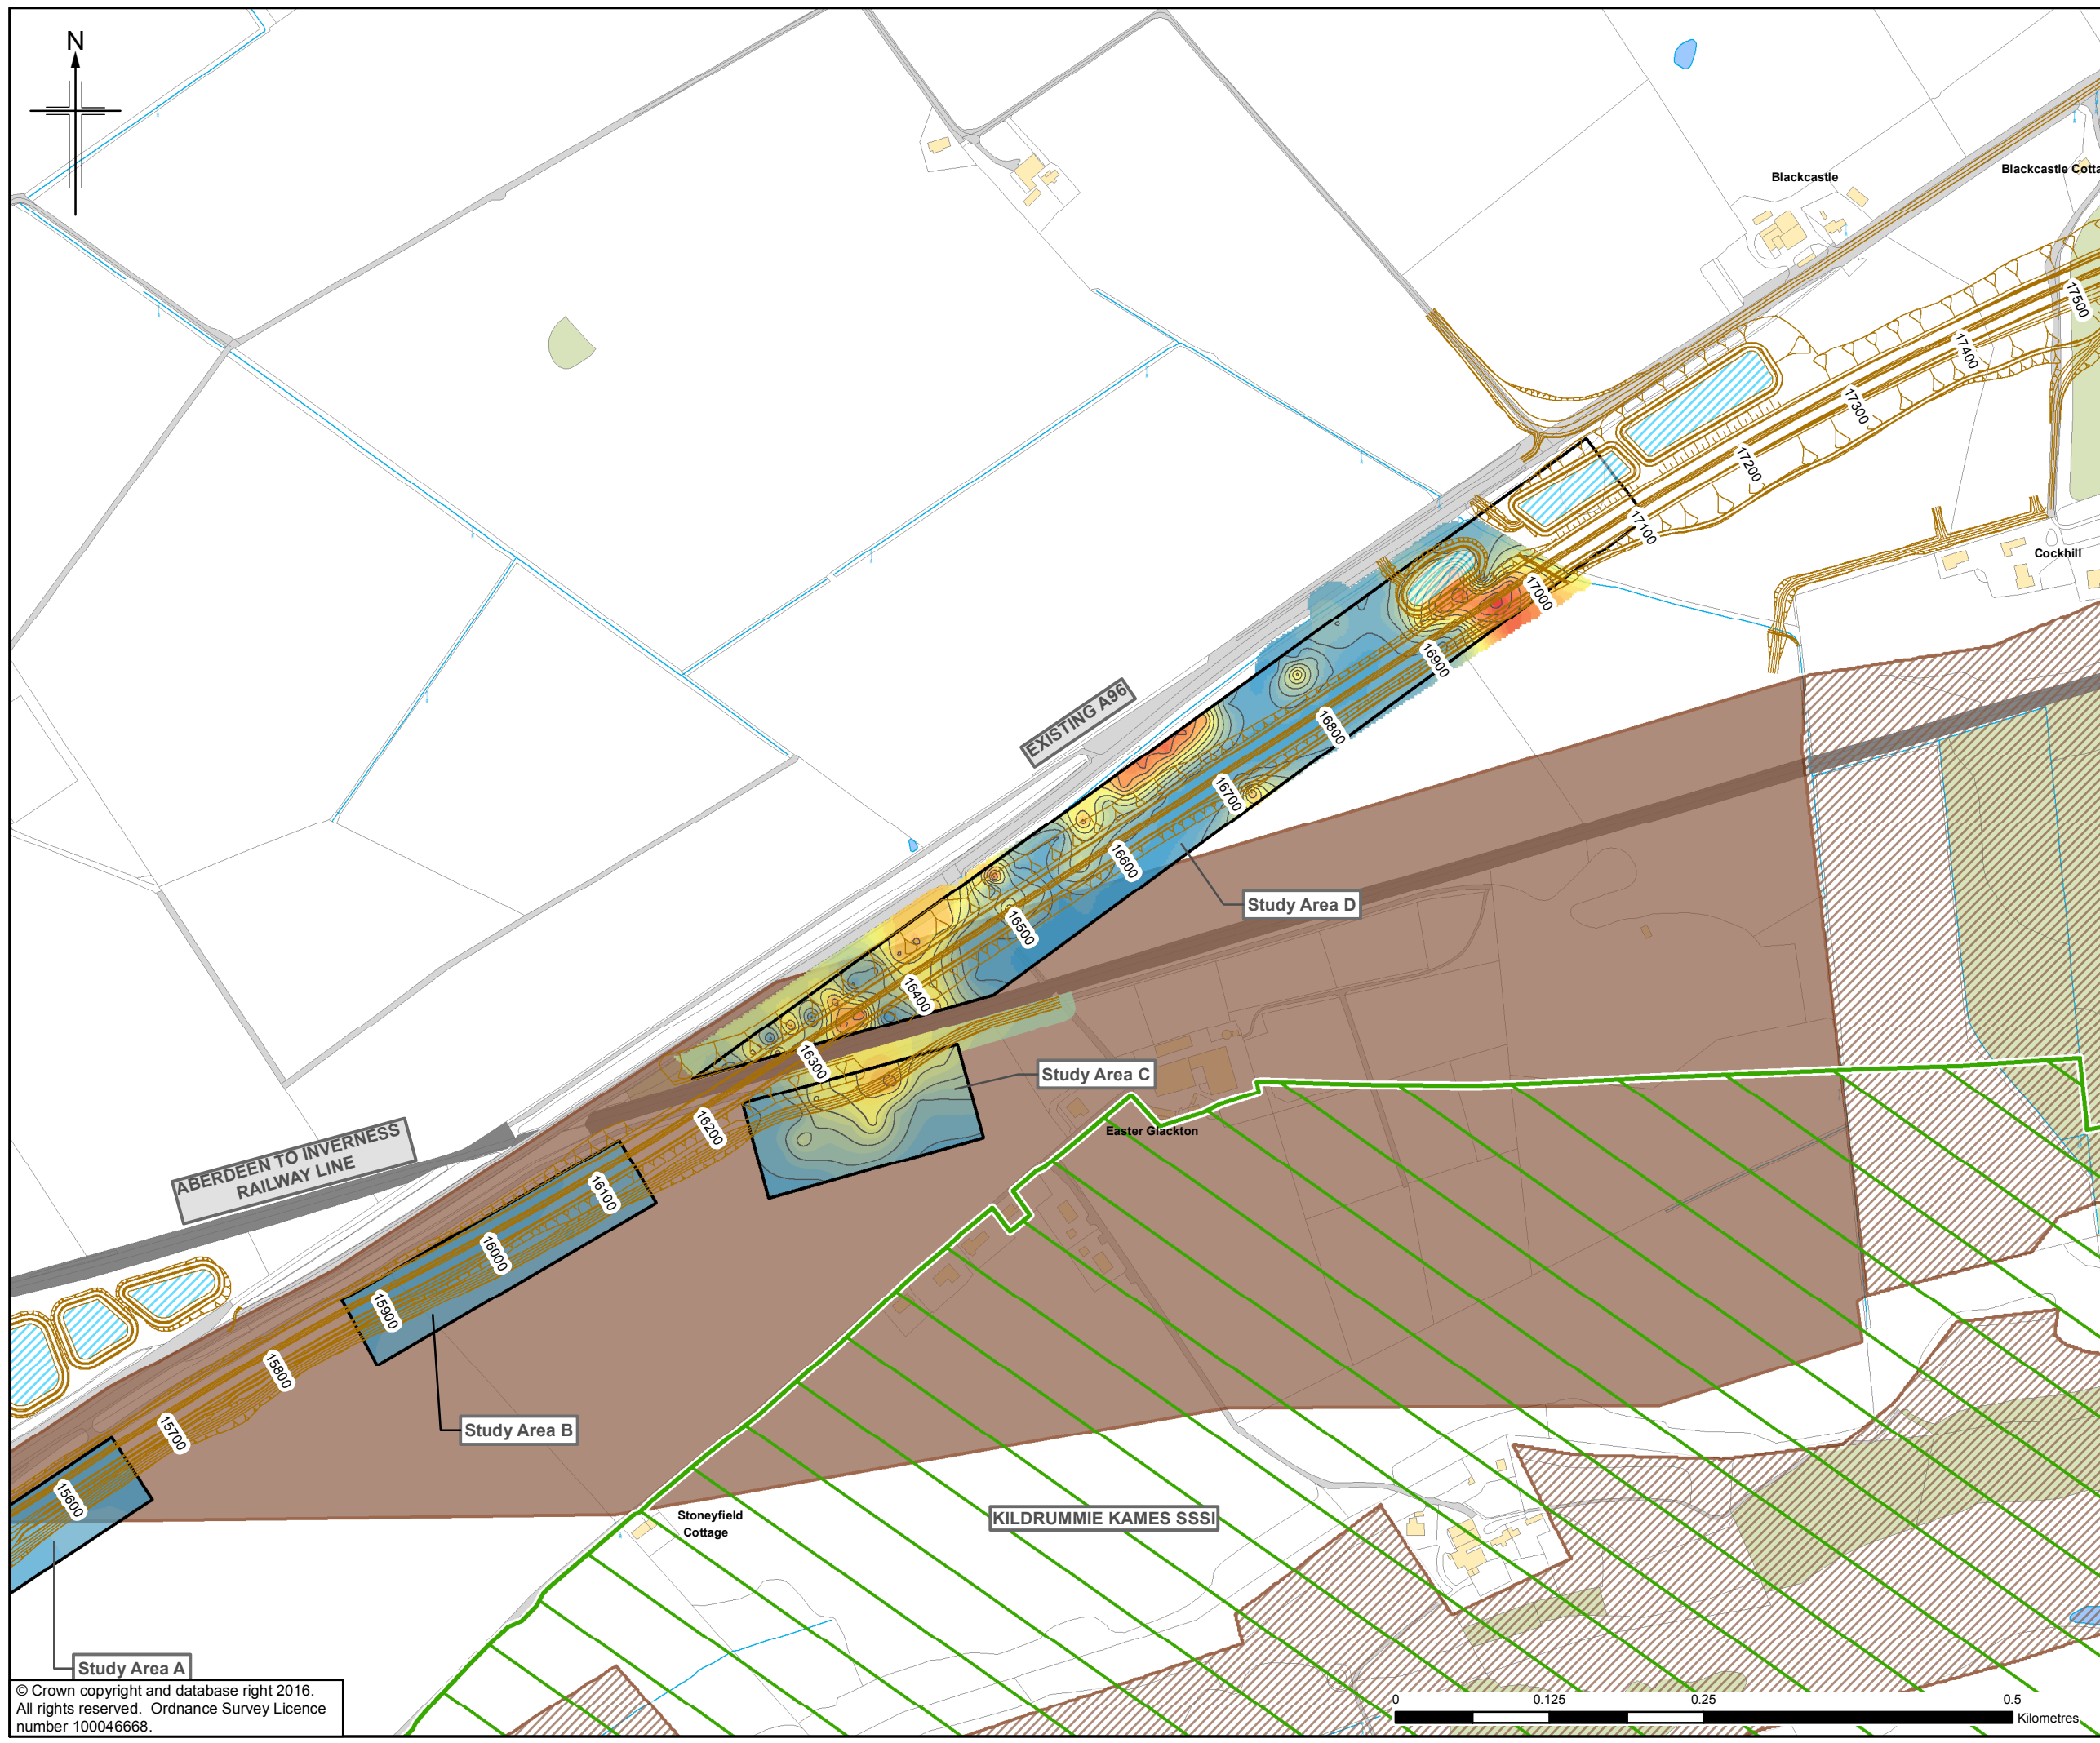 N
Blackcastle
Blackcastle Cotta
17500
17400
17300
17200
17100
Cockhill
17000
16900
EXISTING A96
16800
16700
16600
Study Area D
16500
16400
16300
Study Area C
16200
Easter Glackton
ABERDEEN TO INVERNESS
RAILWAY LINE
16100
16000
15900
15800
Study Area B
15700
15600
Stoneyfield
Cottage
KILDRUMMIE KAMES SSSI
Study Area A
© Crown copyright and database right 2016.
All rights reserved. Ordnance Survey Licence
number 100046668.
0 0.125 0.25 0.5
Kilometres